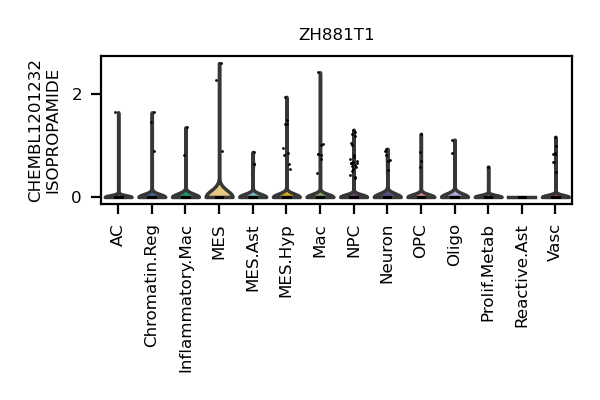 ZH881T1
CHEMBL1201232
ISOPROPAMIDE
2
0
AC
Chromatin.Reg
Inflammatory.Mac
MES
MES.Ast
MES.Hyp
Mac
NPC
Neuron
OPC
Oligo
Prolif.Metab
Reactive.Ast
Vasc